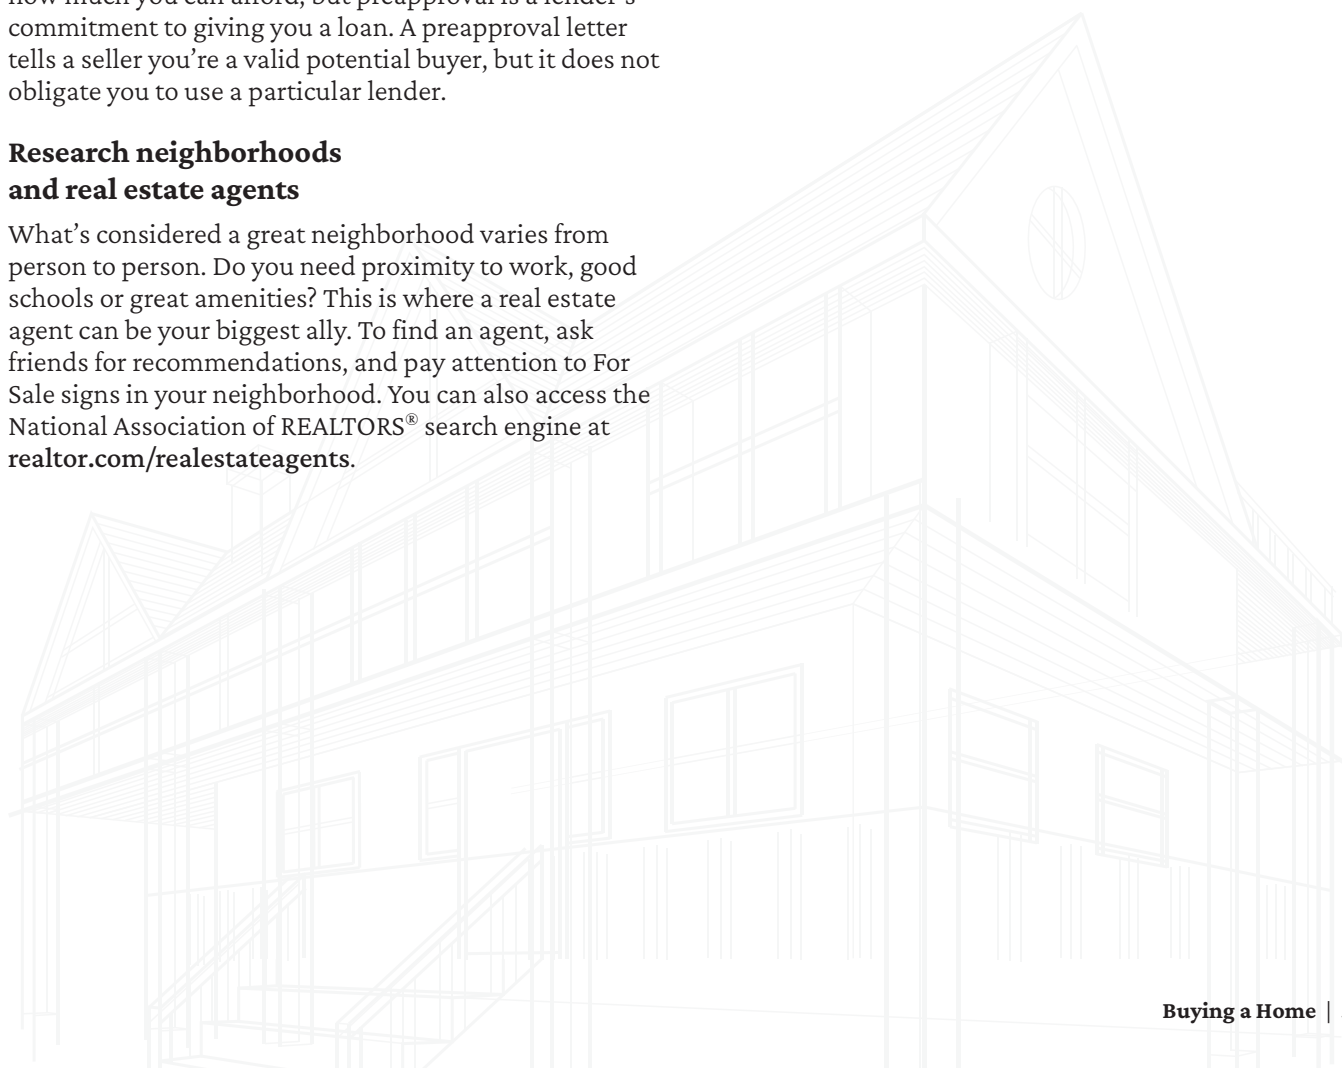 how much you can afford, but preapproval is a lender's
commitment to giving you a loan. A preapproval letter
tells a seller you’re a valid potential buyer, but it does not
obligate you to use a particular lender.
Research neighborhoods
and real estate agents
What’s considered a great neighborhood varies from
person to person. Do you need proximity to work, good
schools or great amenities? This is where a real estate
agent can be your biggest ally. To find an agent, ask
friends for recommendations, and pay attention to For
Sale signs in your neighborhood. You can also access the
National Association of REALTORS® search engine at
realtor.com/realestateagents.
Buying a Home |